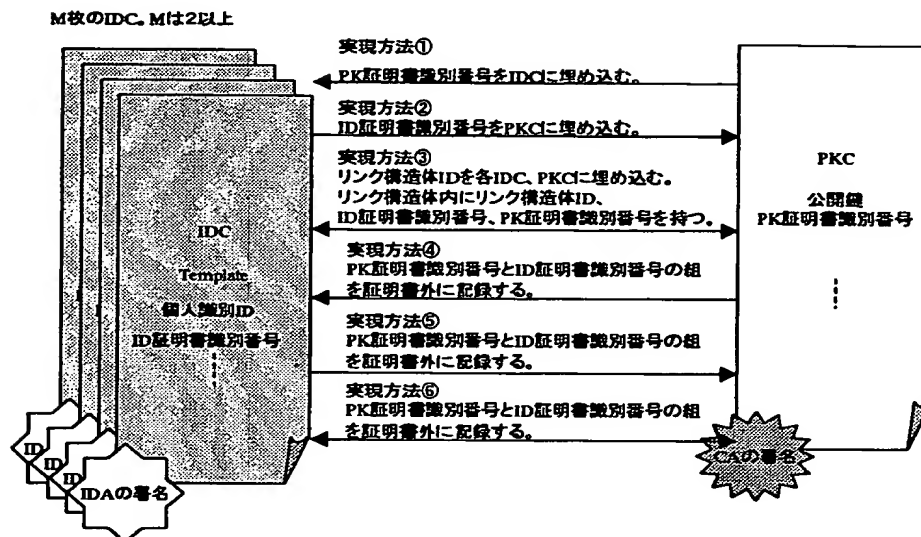 M枚のIDC。Mは2以上
実現方法①
PK証明書識別番号をIDCに埋め込む。
実現方法②
ID証明書識別番号をPKCに埋め込む。
実現方法③
リンク構造体IDを各IDC、PKCに埋め込む。
リンク構造体内にリンク構造体ID、
ID証明書識別番号、PK証明書識別番号を持つ。
実現方法④
PK証明書識別番号とID証明書識別番号の組
を証明書外に記録する。
実現方法⑤
PK証明書識別番号とID証明書識別番号の組
を証明書外に記録する。
実現方法⑥
PK証明書識別番号とID証明書識別番号の組
を証明書外に記録する。
IDC
Template
個人識別ID
ID証明書識別番号
ID
ID
ID
IDAの署名
PKC
公開鍵
PK証明書識別番号
CAの署名